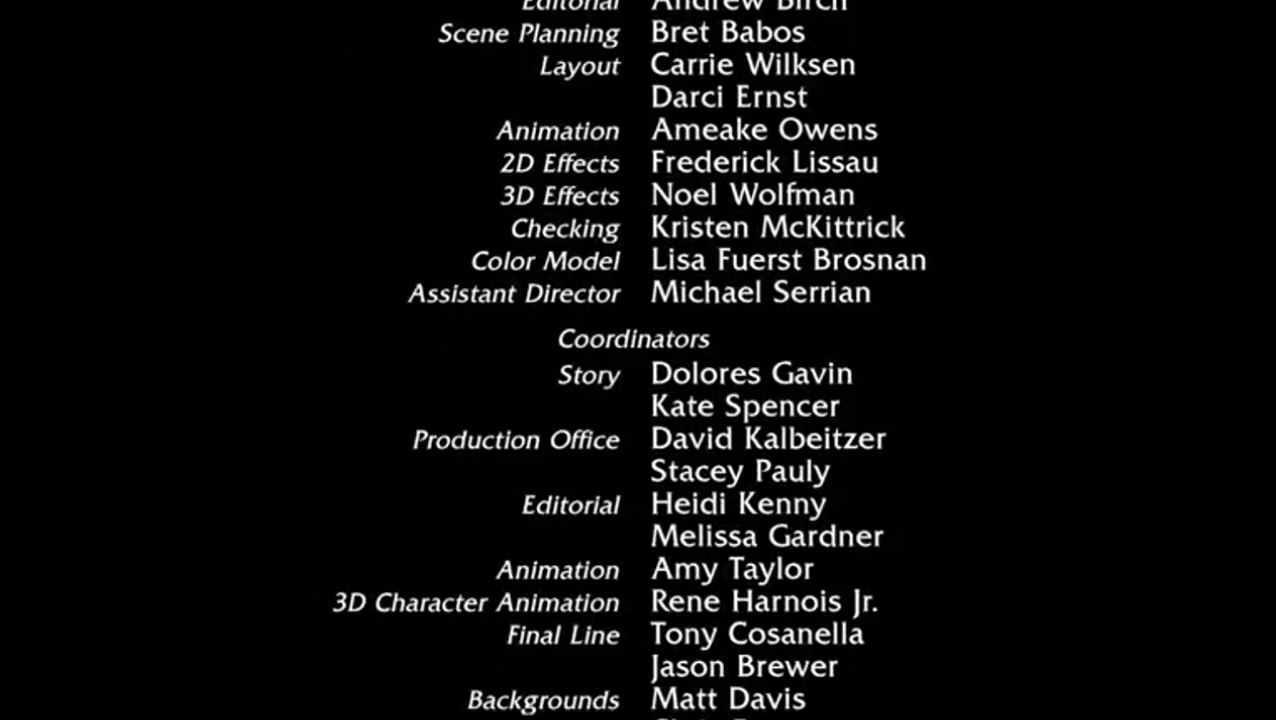 Editorial Andrew Birch
Scene Planning Bret Babos
Layout Carrie Wilksen
Darci Ernst
Animation Ameake Owens
2D Effects Frederick Lissau
3D Effects Noel Wolfman
Checking Kristen McKittrick
Color Model Lisa Fuerst Brosnan
Assistant Director Michael Serrian
Coordinators
Story Dolores Gavin
Kate Spencer
Production Office David Kalbeitzer
Stacey Pauly
Editorial Heidi Kenny
Melissa Gardner
Animation Amy Taylor
3D Character Animation Rene Harnois Jr.
Final Line Tony Cosanella
Jason Brewer
Backgrounds Matt Davis